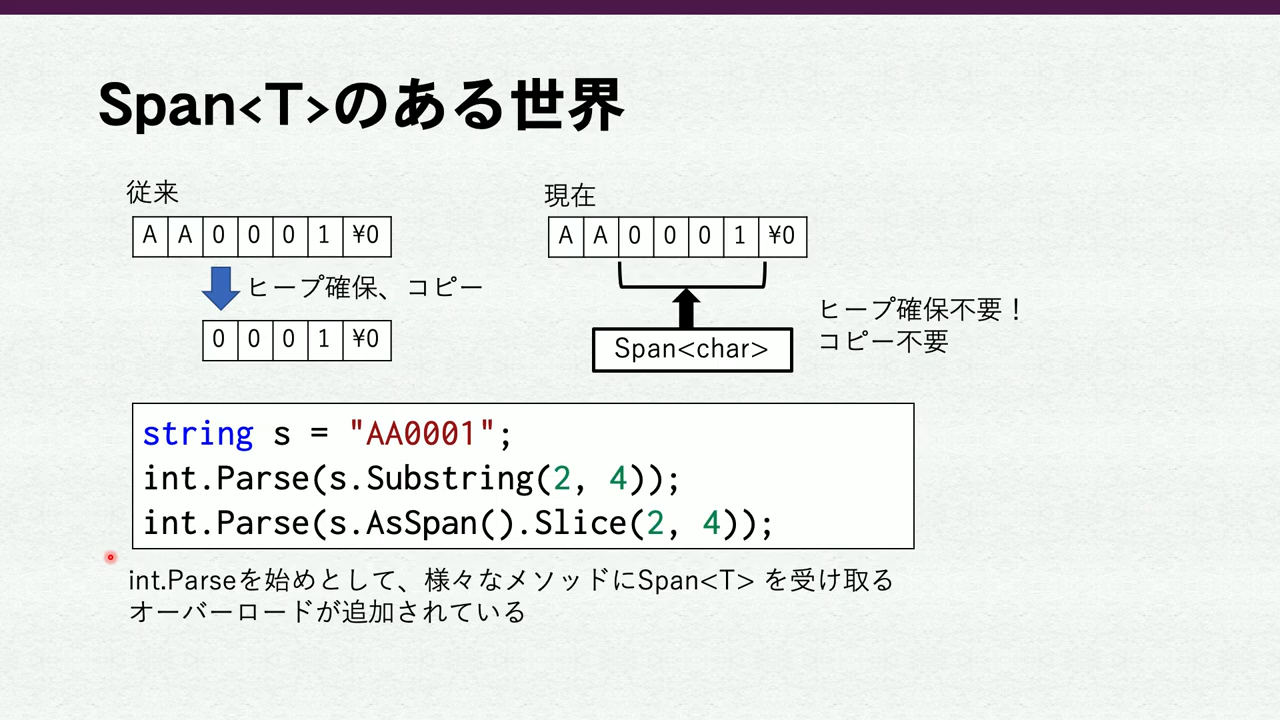 Span<T>のある世界
従来
A A 0 0 0 1 ¥0
ヒープ確保、コピー
0 0 0 1 ¥0
現在
A A 0 0 0 1 ¥0
Span<char>
ヒープ確保不要！
コピー不要
string s = "AA0001";
int.Parse(s.Substring(2, 4));
int.Parse(s.AsSpan().Slice(2, 4));
int.Parseを始めとして、様々なメソッドにSpan<T> を受け取る
オーバーロードが追加されている